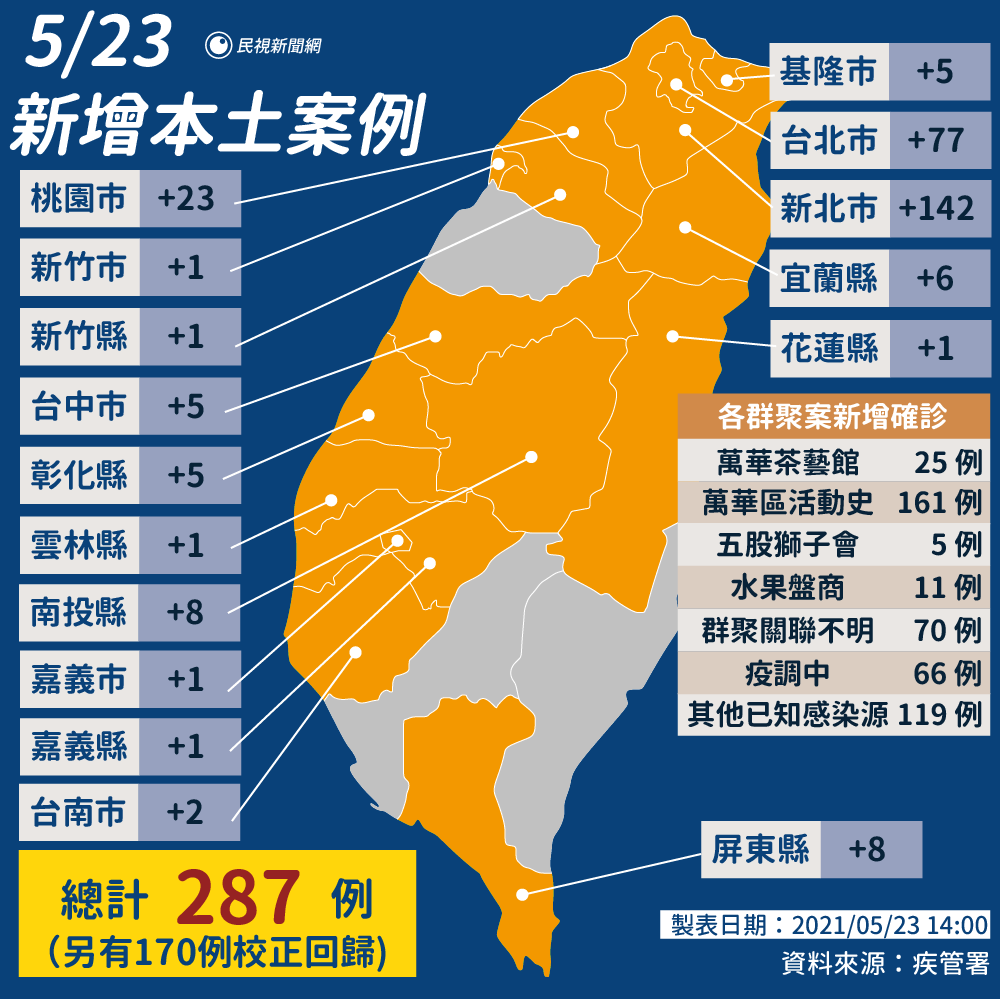 5/23
民視新聞網
新增本土案例
桃園市 +23
新竹市 +1
新竹縣 +1
台中市 +5
彰化縣 +5
雲林縣 +1
南投縣 +8
嘉義市 +1
嘉義縣 +1
台南市 +2
基隆市 +5
台北市 +77
新北市 +142
宜蘭縣 +6
花蓮縣 +1
各群聚案新增確診
萬華茶藝館 25 例
萬華區活動史 161 例
五股獅子會 5 例
水果盤商 11 例
群聚關聯不明 70 例
疫調中 66 例
其他已知感染源 119 例
屏東縣 +8
總計 287 例
(另有170例校正回歸)
製表日期：2021/05/23 14:00
資料來源：疾管署